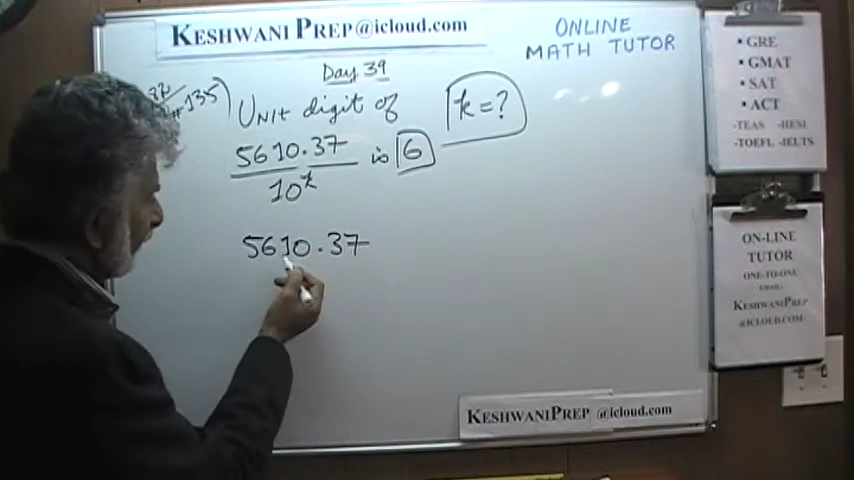 KESHWANI PREP@icloud.com
ONLINE
MATH TUTOR
Day 39
135)
UNIT digit of
k=?
5610.37
10^k
is 6
5610.37
• GRE
• GMAT
• SAT
• ACT
-TEAS -HESI
-TOEFL -IELTS
ON-LINE
TUTOR
ONE-TO-ONE
EMAIL:
KESHWANIPREP
@ICLOUD.COM
KESHWANIPREP @icloud.com